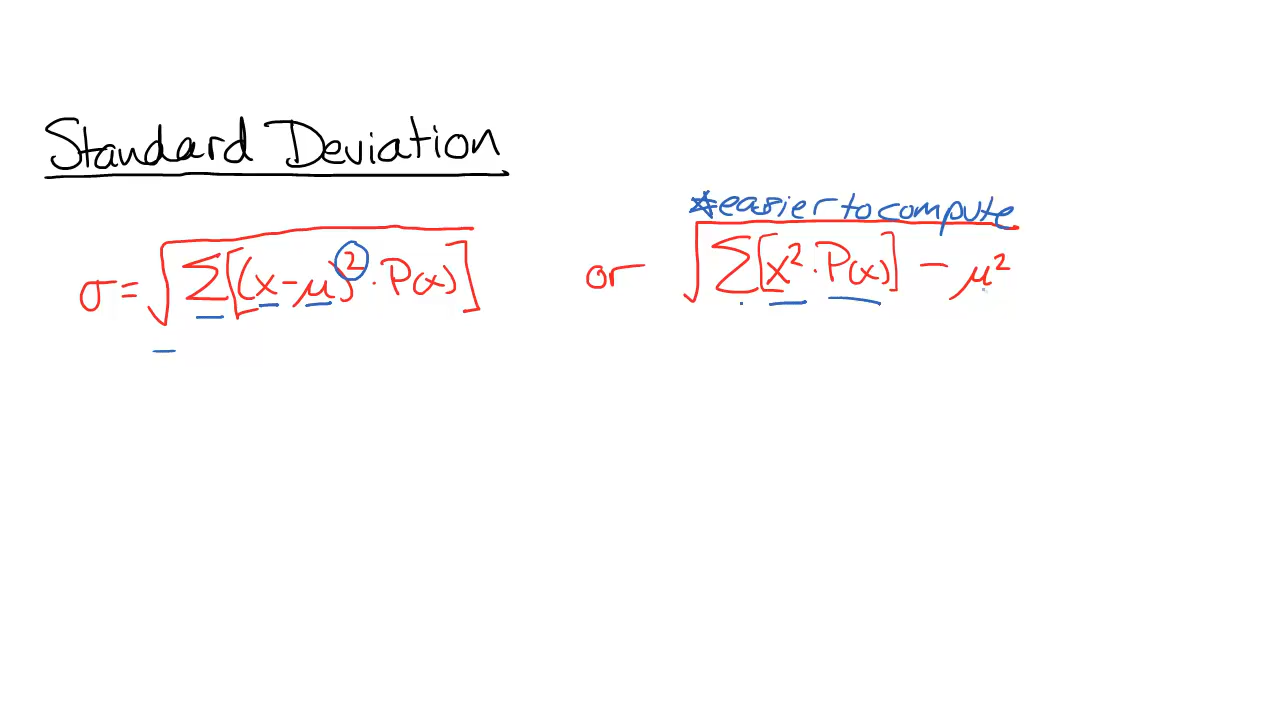 Standard Deviation
*easier to compute
σ = √Σ[(x-μ)²·P(x)] or √Σ[x²·P(x)] - μ²